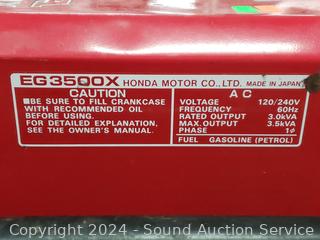 EG3500X HONDA MOTOR CO., LTD. MADE IN JAPAN
CAUTION
■BE SURE TO FILL CRANKCASE
WITH RECOMMENDED OIL
BEFORE USING.
FOR DETAILED EXPLANATION.
SEE THE OWNER'S MANUAL.
A C
VOLTAGE 120/240V
FREQUENCY 60Hz
RATED OUTPUT 3.0kVA
MAX. OUTPUT 3.5kVA
PHASE 1ϕ
FUEL GASOLINE (PETROL)
Copyright 2024 - Sound Auction Service